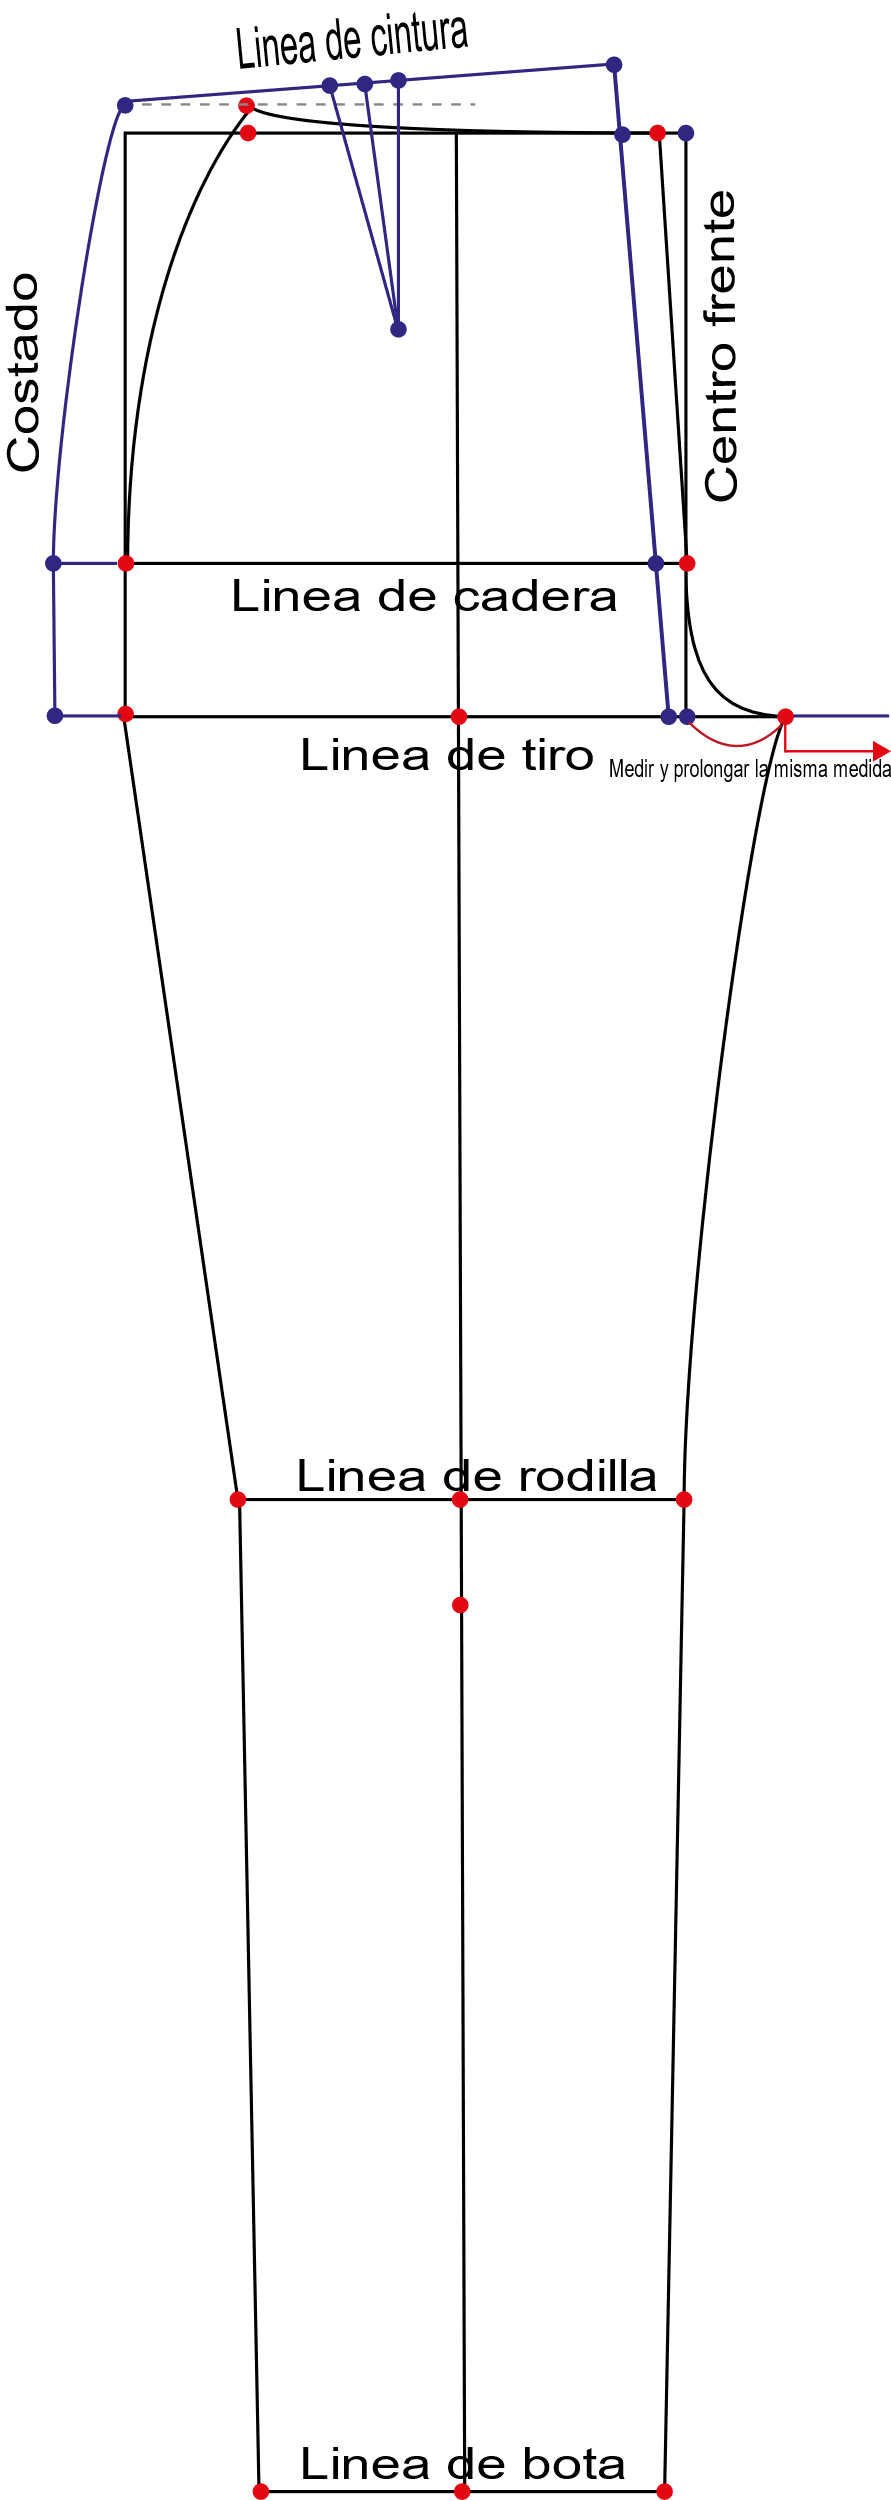 Linea de cintura
Costado
Centro frente
Linea de cadera
Linea de tiro
Medir y prolongar la misma medida
Linea de rodilla
Linea de bota